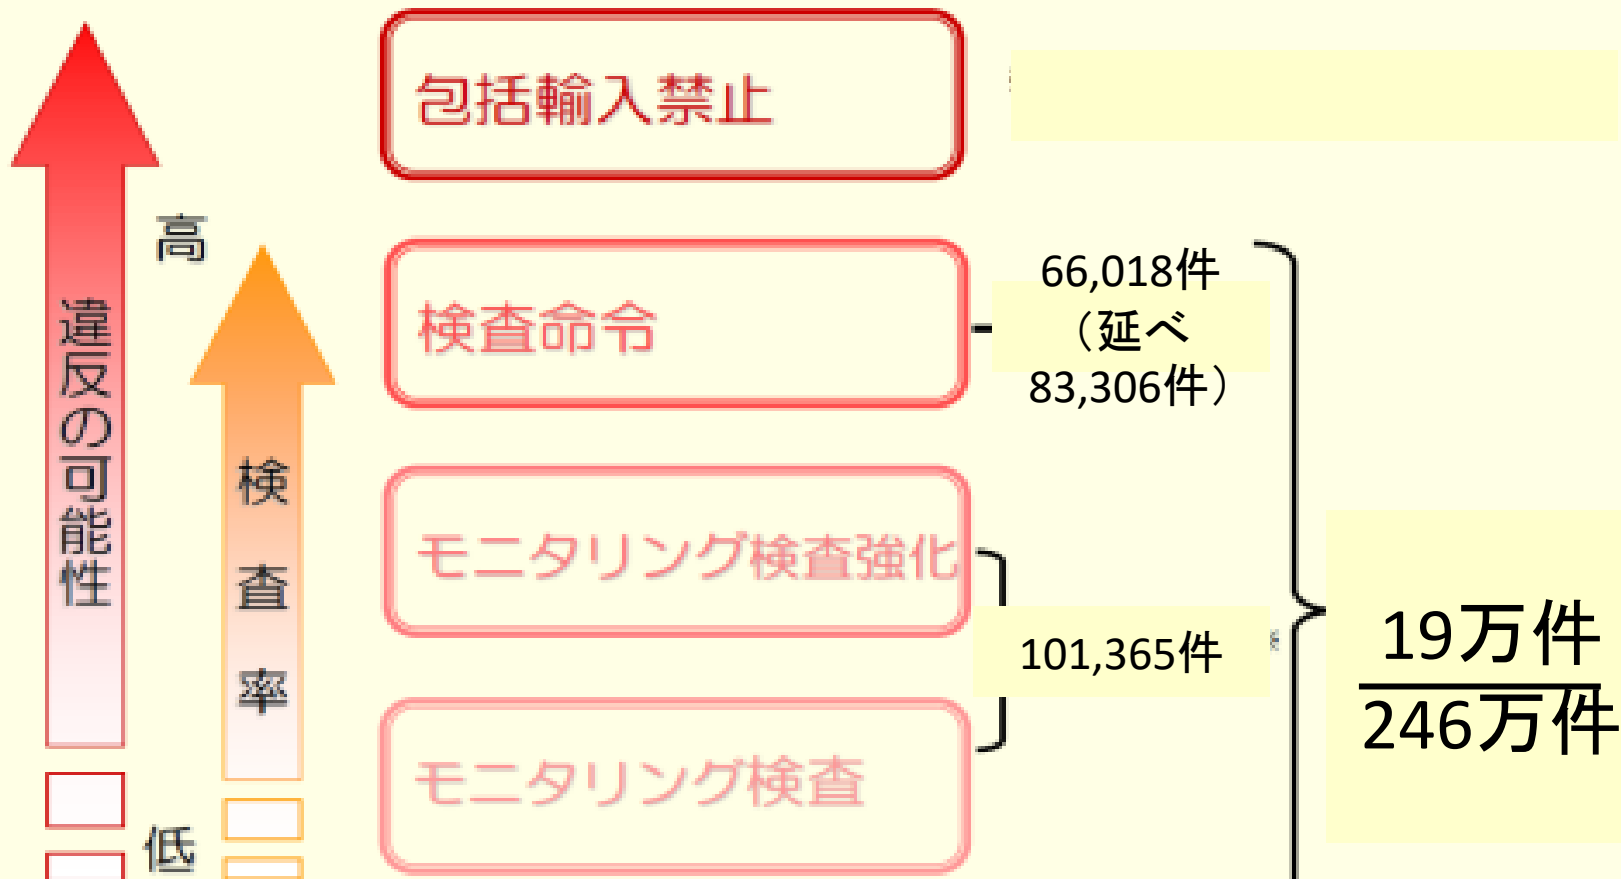 包括輸入禁止
高
違反の可能性
検査率
検査命令
66,018件
（延べ
83,306件）
モニタリング検査強化
101,365件
モニタリング検査
19万件
246万件
低